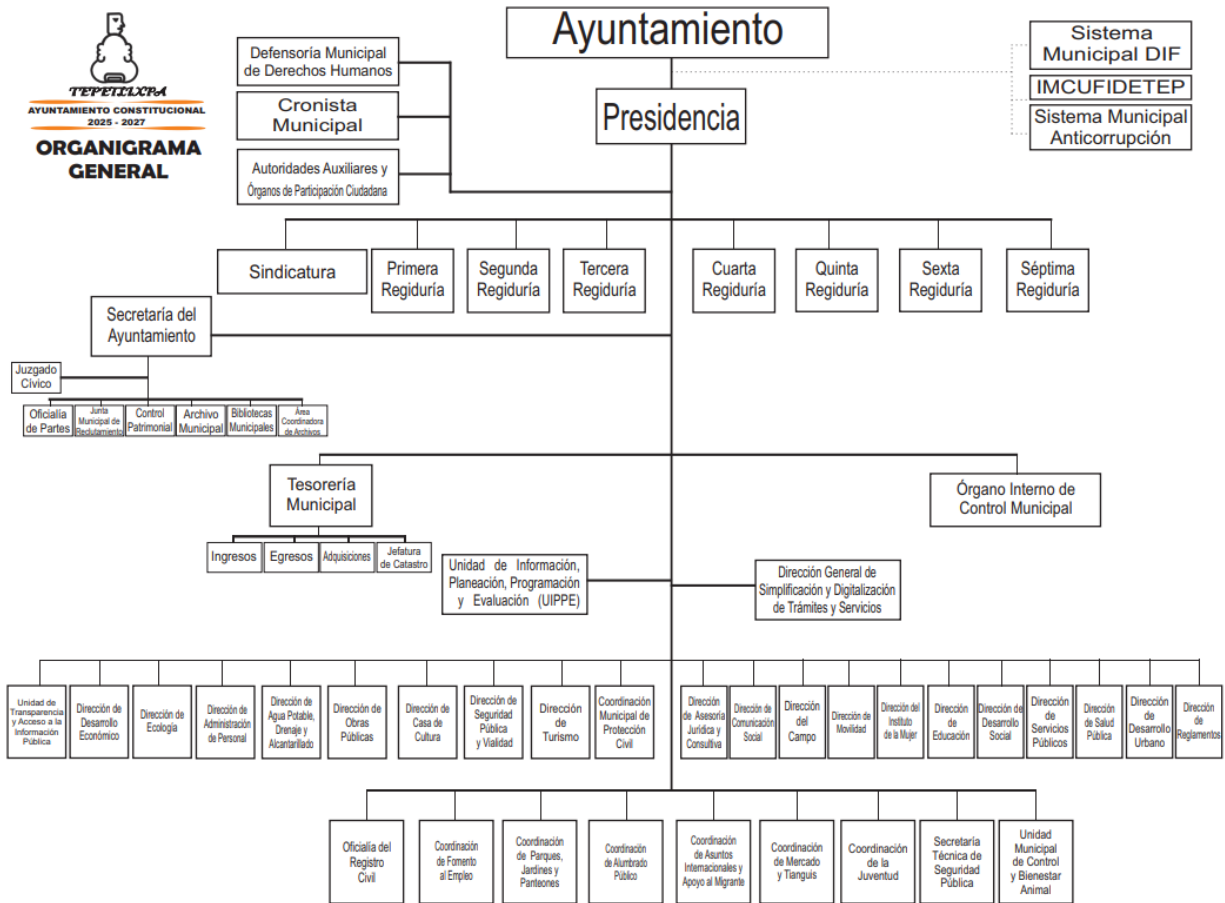 TEPETLIXPA
AYUNTAMIENTO CONSTITUCIONAL
2025 - 2027
ORGANIGRAMA
GENERAL
Ayuntamiento
Presidencia
Defensoría Municipal
de Derechos Humanos
Cronista
Municipal
Autoridades Auxiliares y
Órganos de Participación Ciudadana
Sistema
Municipal DIF
IMCUFIDETEP
Sistema Municipal
Anticorrupción
Sindicatura
Primera
Regiduría
Segunda
Regiduría
Tercera
Regiduría
Cuarta
Regiduría
Quinta
Regiduría
Sexta
Regiduría
Séptima
Regiduría
Secretaría del
Ayuntamiento
Juzgado
Cívico
Oficialía
de Partes
Junta
Municipal de
Reclutamiento
Control
Patrimonial
Archivo
Municipal
Bibliotecas
Municipales
Área
Coordinadora
de Archivos
Tesorería
Municipal
Órgano Interno de
Control Municipal
Ingresos
Egresos
Adquisiciones
Jefatura
de Catastro
Unidad de Información,
Planeación, Programación
y Evaluación (UIPPE)
Dirección General de
Simplificación y Digitalización
de Trámites y Servicios
Unidad de
Transparencia
y Acceso a la
Información
Pública
Dirección de
Desarrollo
Económico
Dirección de
Ecología
Dirección de
Administración
de Personal
Dirección de
Agua Potable,
Drenaje y
Alcantarillado
Dirección de
Obras
Públicas
Dirección de
Casa de
Cultura
Dirección de
Seguridad
Pública
y Vialidad
Dirección
de
Turismo
Coordinación
Municipal de
Protección
Civil
Dirección
de Asesoría
Jurídica y
Consultiva
Dirección de
Comunicación
Social
Dirección
del
Campo
Dirección de
Movilidad
Dirección del
Instituto
de la Mujer
Dirección
de
Educación
Dirección de
Desarrollo
Social
Dirección
de
Servicios
Públicos
Dirección
de Salud
Pública
Dirección
de
Desarrollo
Urbano
Dirección
de
Reglamentos
Oficialía del
Registro
Civil
Coordinación
de Fomento
al Empleo
Coordinación
de Parques,
Jardines y
Panteones
Coordinación
de Alumbrado
Público
Coordinación
de Asuntos
Internacionales y
Apoyo al Migrante
Coordinación
de Mercado
y Tianguis
Coordinación
de la
Juventud
Secretaría
Técnica de
Seguridad
Pública
Unidad
Municipal
de Control
y Bienestar
Animal